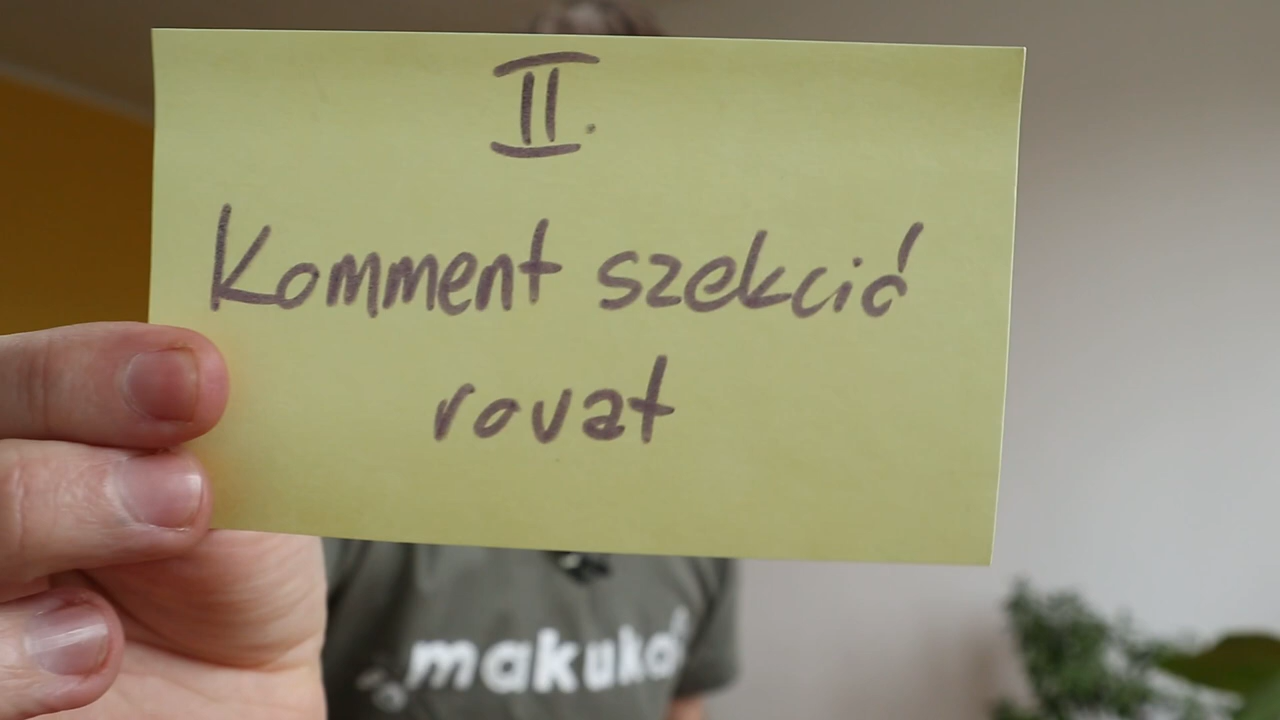 II.
Komment szekció
rovat
makuka